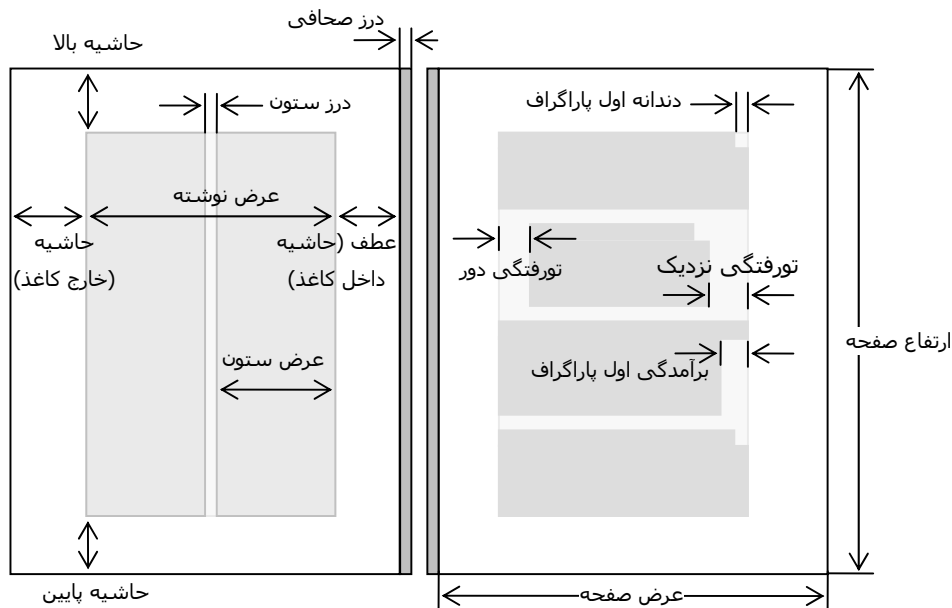 درز صحافی
حاشیه بالا
درز ستون
دندانه اول پاراگراف
عرض نوشته
حاشیه
(خارج کاغذ)
عطف (حاشیه
داخل کاغذ)
تورفتگی دور
تورفتگی نزدیک
ارتفاع صفحه
عرض ستون
برآمدگی اول پاراگراف
حاشیه پایین
عرض صفحه